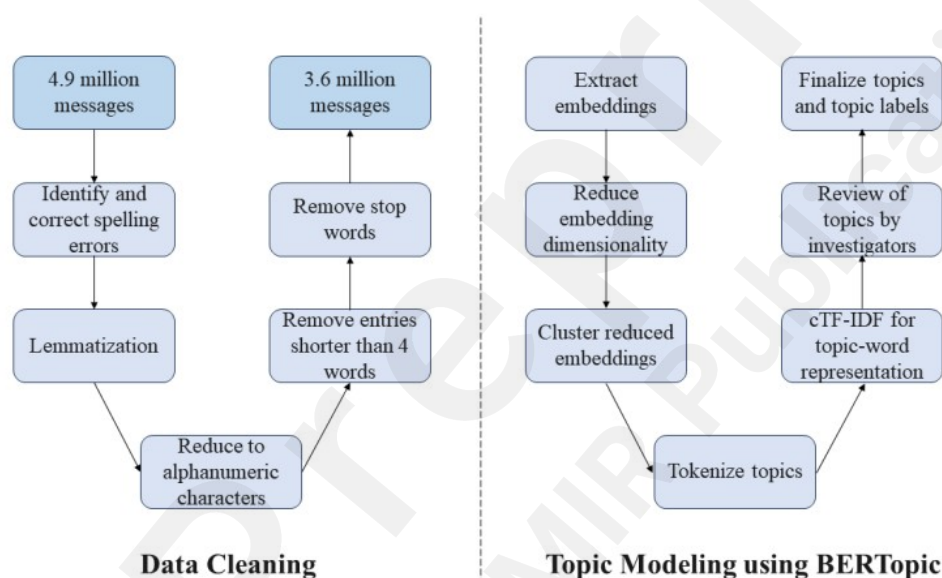 4.9 million
messages
Identify and
correct spelling
errors
Lemmatization
Reduce to
alphanumeric
characters
Remove entries
shorter than 4
words
Remove stop
words
3.6 million
messages
Data Cleaning
Extract
embeddings
Reduce
embedding
dimensionality
Cluster reduced
embeddings
Tokenize topics
cTF-IDF for
topic-word
representation
Review of
topics by
investigators
Finalize topics
and topic labels
Topic Modeling using BERTopic
Prepri
MIR Publicati